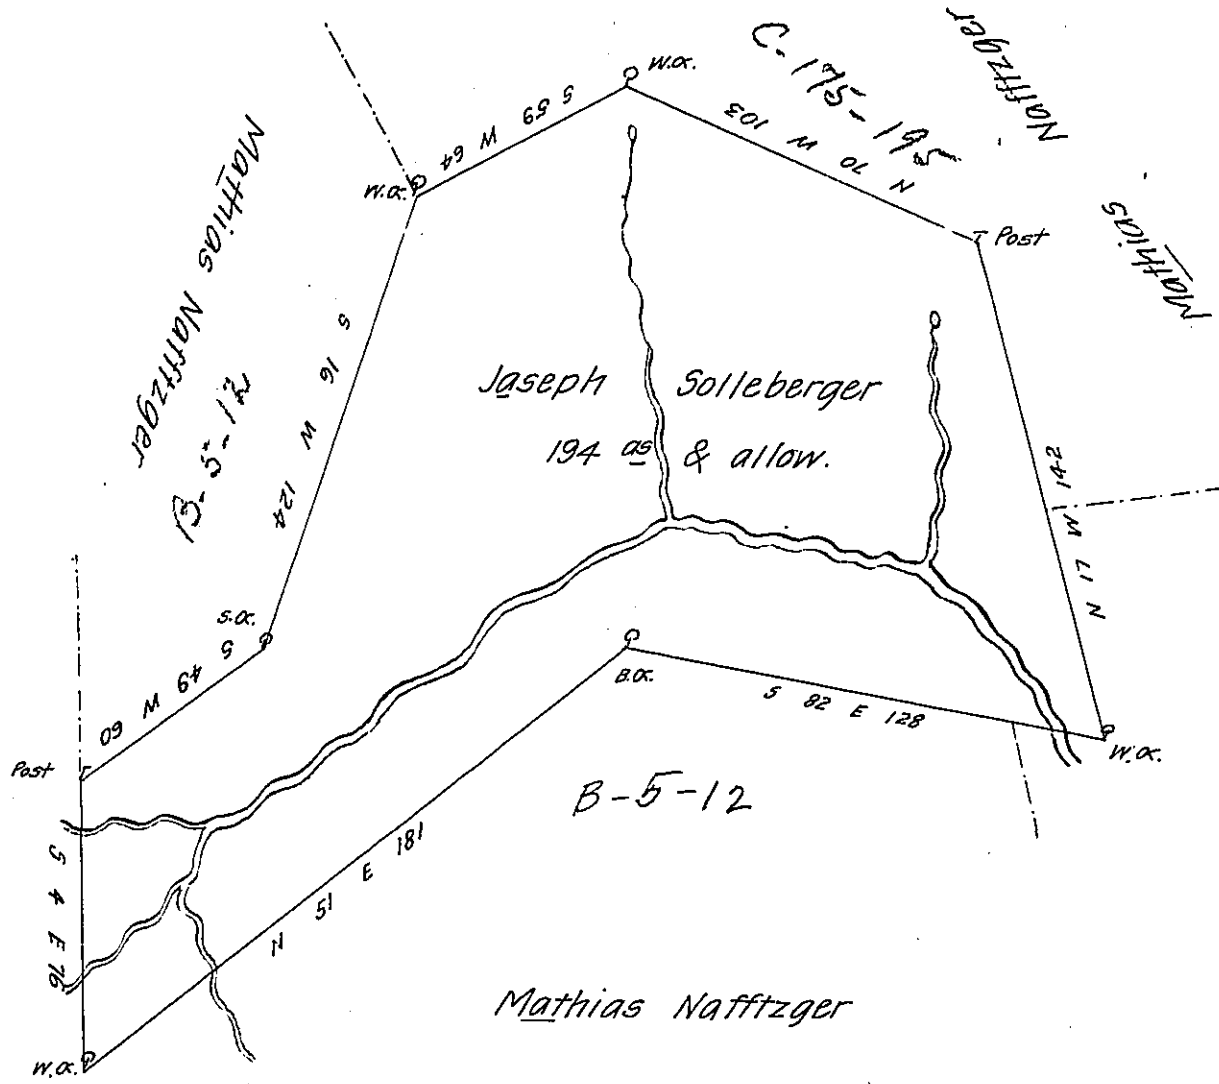 W.O.
S 59 W 64
W.O.
C-175-195
N 70 W 103
Mathias Nafftzger
Post
Mathias Nafftzger
B-5-12
S 16 W 124
Jaseph Solleberger
194 as & allow.
N 17 W 142
S.O.
S 49 W 60
Post
B.O.
S 82 E 128
W.O.
B-5-12
N 51 E 181
S 4 E 76
Mathias Nafftzger
W.O.